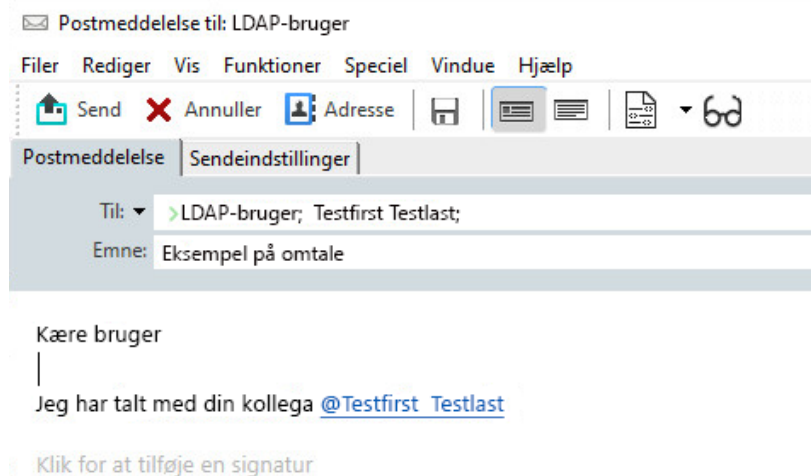 Postmeddelelse til: LDAP-bruger
Filer Rediger Vis Funktioner Speciel Vindue Hjælp
Send Annuller Adresse
Postmeddelelse Sendeindstillinger
Til: >LDAP-bruger; Testfirst Testlast;
Emne: Eksempel på omtale
Kære bruger
Jeg har talt med din kollega @Testfirst Testlast
Klik for at tilføje en signatur